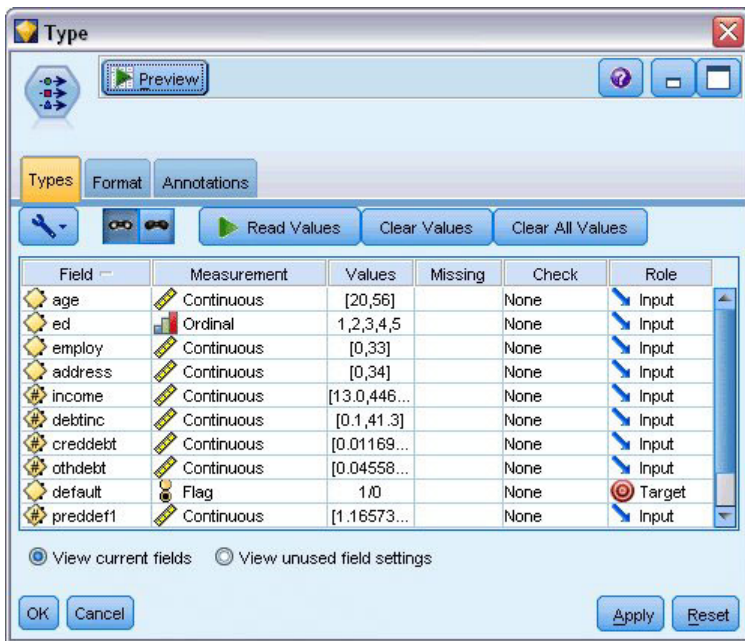 Type
Preview
Types Format Annotations
Read Values Clear Values Clear All Values
Field Measurement Values Missing Check Role
age Continuous [20,56] None Input
ed Ordinal 1,2,3,4,5 None Input
employ Continuous [0,33] None Input
address Continuous [0,34] None Input
income Continuous [13.0,446... None Input
debtinc Continuous [0.1,41.3] None Input
creddebt Continuous [0.01169... None Input
othdebt Continuous [0.04558... None Input
default Flag 1/0 None Target
preddef1 Continuous [1.16573... None Input
View current fields View unused field settings
OK Cancel Apply Reset